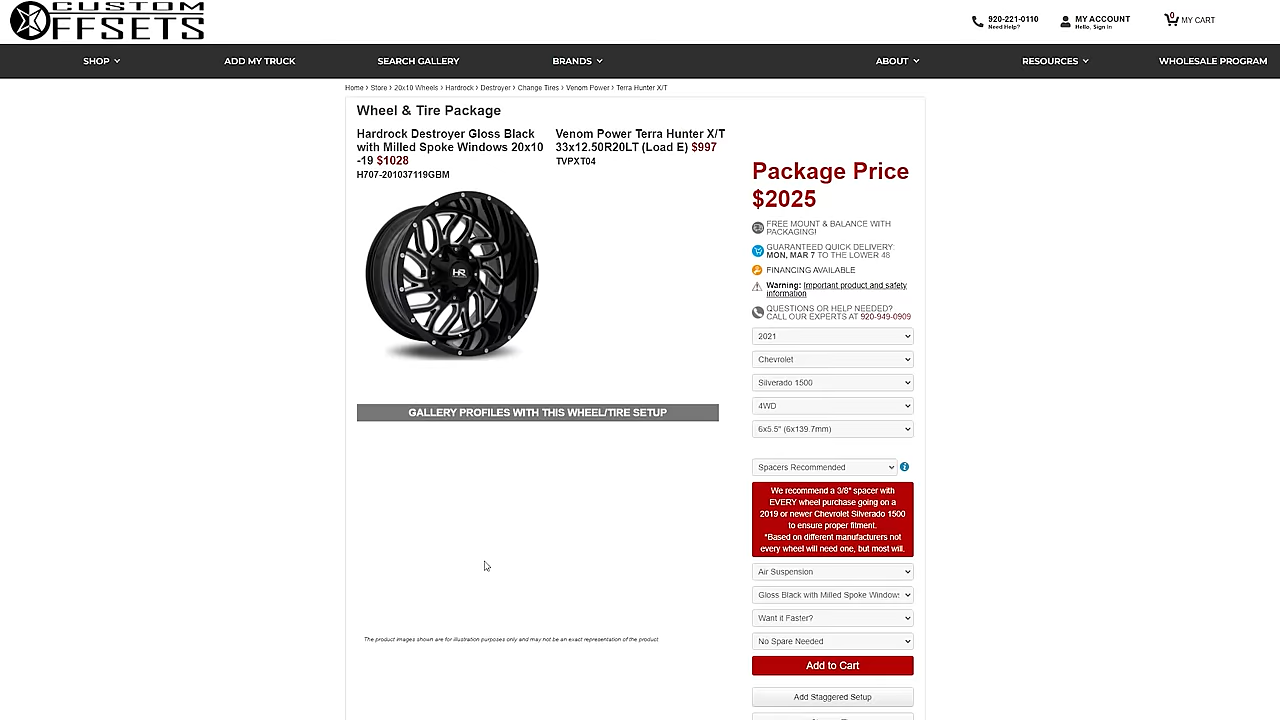 CUSTOM
OFFSETS
920-221-0110
Need Help?
MY ACCOUNT
Hello, Sign In
0
MY CART
SHOP
ADD MY TRUCK
SEARCH GALLERY
BRANDS
ABOUT
RESOURCES
WHOLESALE PROGRAM
Home > Store > 20x10 Wheels > Hardrock > Destroyer > Change Tires > Venom Power > Terra Hunter X/T
Wheel & Tire Package
Hardrock Destroyer Gloss Black
with Milled Spoke Windows 20x10
-19 $1028
H707-201037119GBM
Venom Power Terra Hunter X/T
33x12.50R20LT (Load E) $997
TVPXT04
HR
GALLERY PROFILES WITH THIS WHEEL/TIRE SETUP
The product images shown are for illustration purposes only and may not be an exact representation of the product
Package Price
$2025
FREE MOUNT & BALANCE WITH
PACKAGING!
GUARANTEED QUICK DELIVERY:
MON, MAR 7 TO THE LOWER 48
FINANCING AVAILABLE
Warning: Important product and safety
information
QUESTIONS OR HELP NEEDED?
CALL OUR EXPERTS AT 920-949-0909
2021
Chevrolet
Silverado 1500
4WD
6x5.5" (6x139.7mm)
Spacers Recommended
We recommend a 3/8" spacer with
EVERY wheel purchase going on a
2019 or newer Chevrolet Silverado 1500
to ensure proper fitment.
*Based on different manufacturers not
every wheel will need one, but most will.
Air Suspension
Gloss Black with Milled Spoke Windows
Want it Faster?
No Spare Needed
Add to Cart
Add Staggered Setup